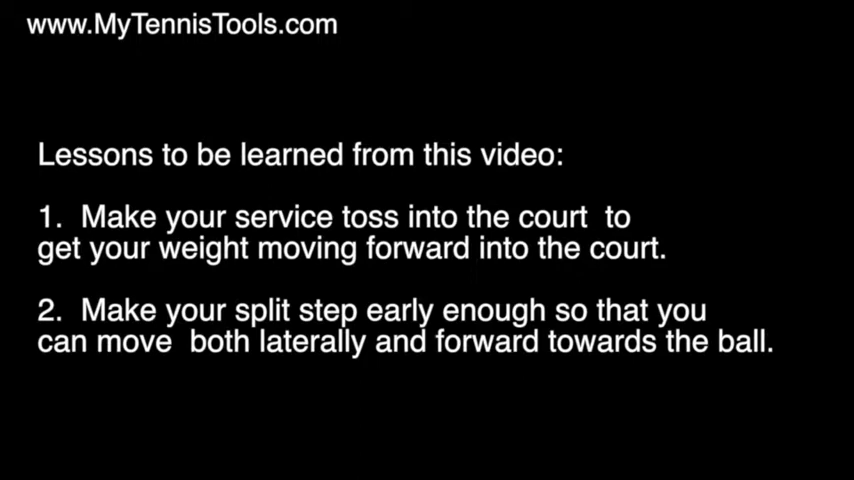 www.MyTennisTools.com
Lessons to be learned from this video:
1.  Make your service toss into the court  to
get your weight moving forward into the court.
2.  Make your split step early enough so that you
can move  both laterally and forward towards the ball.